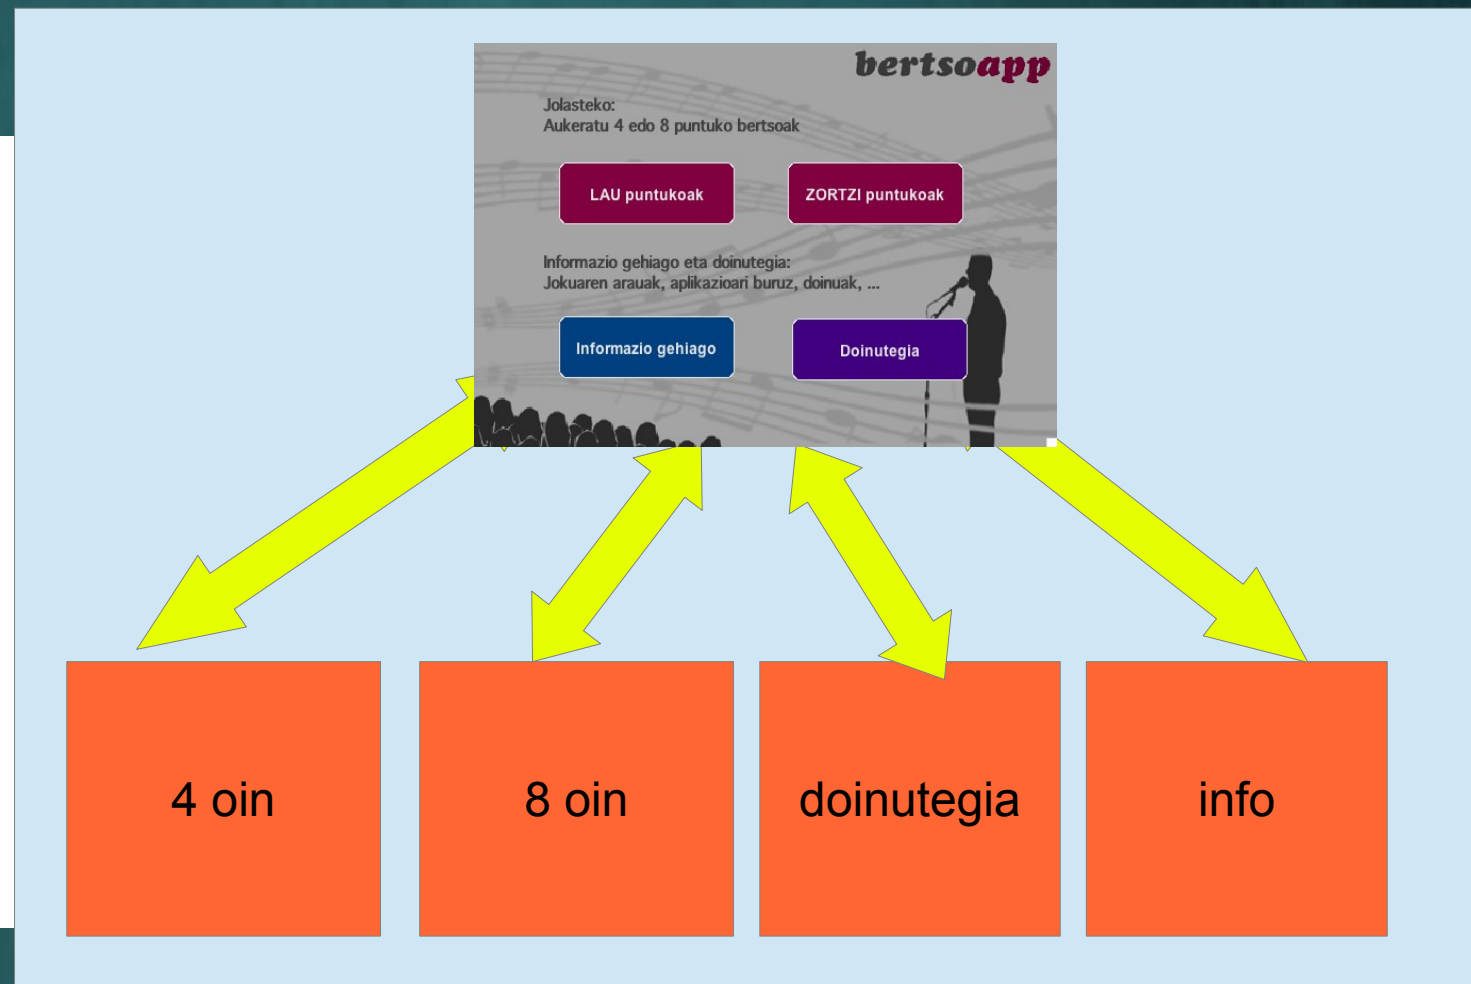 bertsoapp
Jolasteko:
Aukeratu 4 edo 8 puntuko bertsoak
LAU puntukoak
ZORTZI puntukoak
Informazio gehiago eta doinutegia:
Jokuaren arauak, aplikazioari buruz, doinuak, ...
Informazio gehiago
Doinutegia
4 oin
8 oin
doinutegia
info